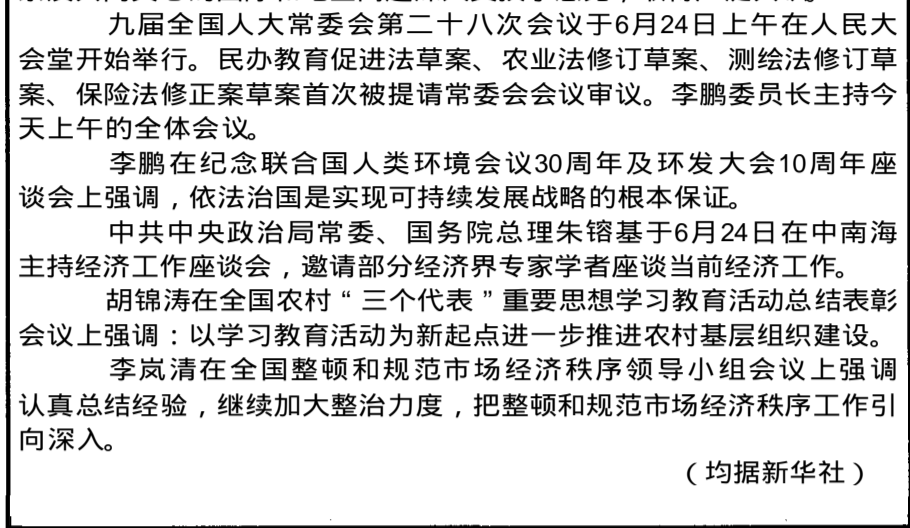 九届全国人大常委会第二十八次会议于6月24日上午在人民大
会堂开始举行。民办教育促进法草案、农业法修订草案、测绘法修订草
案、保险法修正案草案首次被提请常委会会议审议。李鹏委员长主持今
天上午的全体会议。
李鹏在纪念联合国人类环境会议30周年及环发大会10周年座
谈会上强调，依法治国是实现可持续发展战略的根本保证。
中共中央政治局常委、国务院总理朱镕基于6月24日在中南海
主持经济工作座谈会，邀请部分经济界专家学者座谈当前经济工作。
胡锦涛在全国农村“三个代表”重要思想学习教育活动总结表彰
会议上强调：以学习教育活动为新起点进一步推进农村基层组织建设。
李岚清在全国整顿和规范市场经济秩序领导小组会议上强调
认真总结经验，继续加大整治力度，把整顿和规范市场经济秩序工作引
向深入。
（均据新华社）